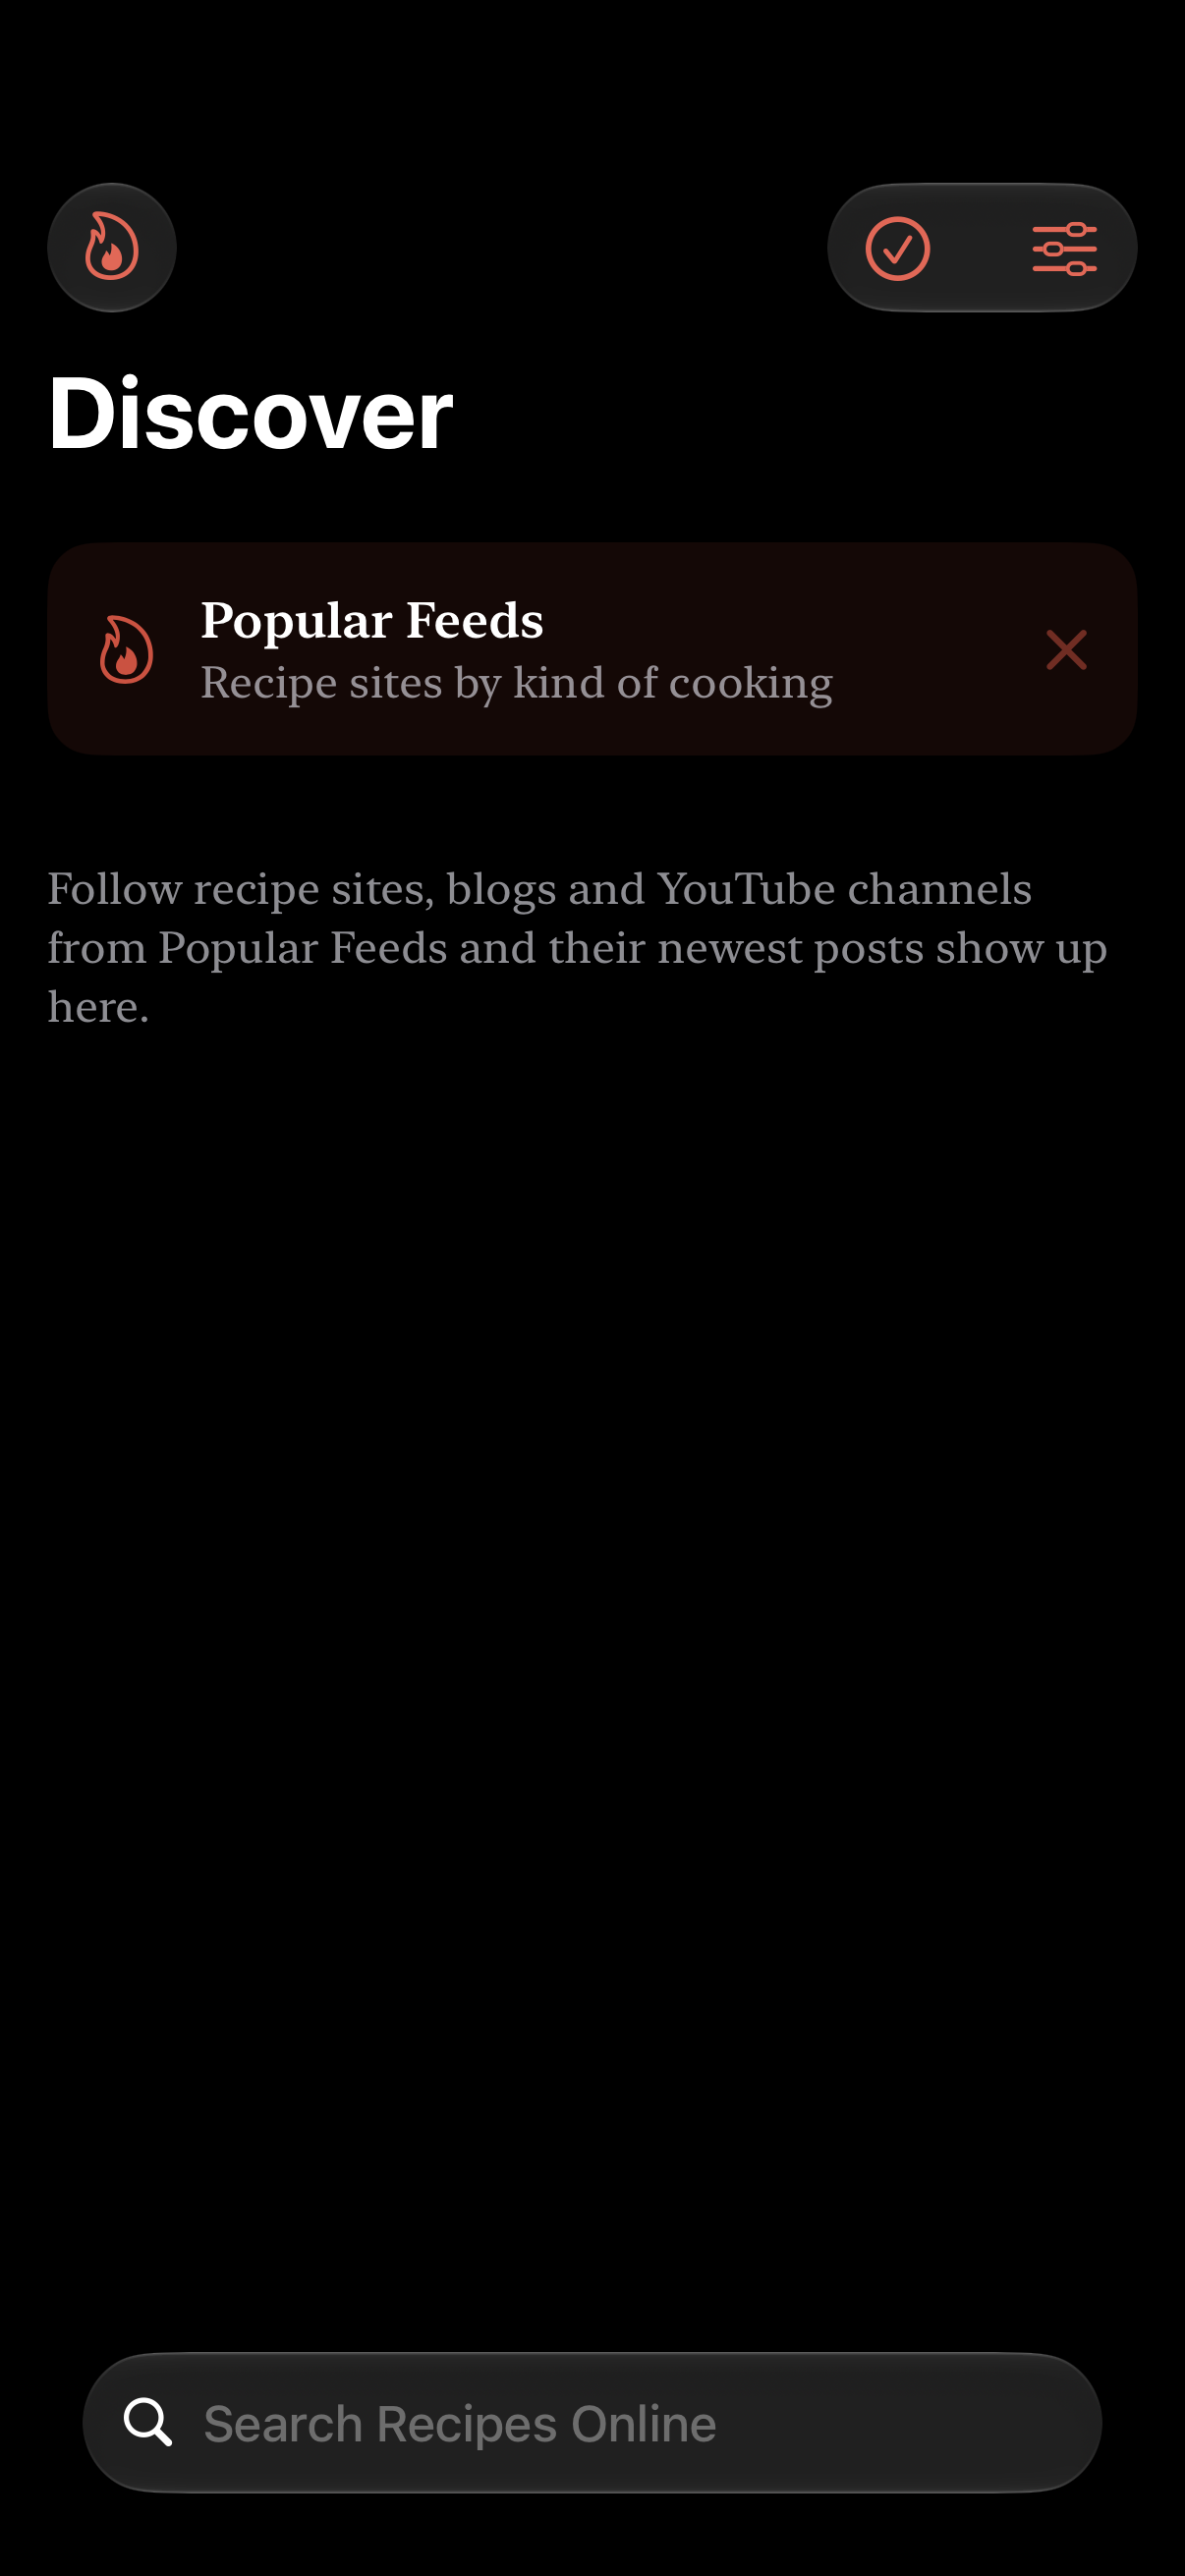 Discover
Popular Feeds
Recipe sites by kind of cooking
Follow recipe sites, blogs and YouTube channels
from Popular Feeds and their newest posts show up
here.
Search Recipes Online